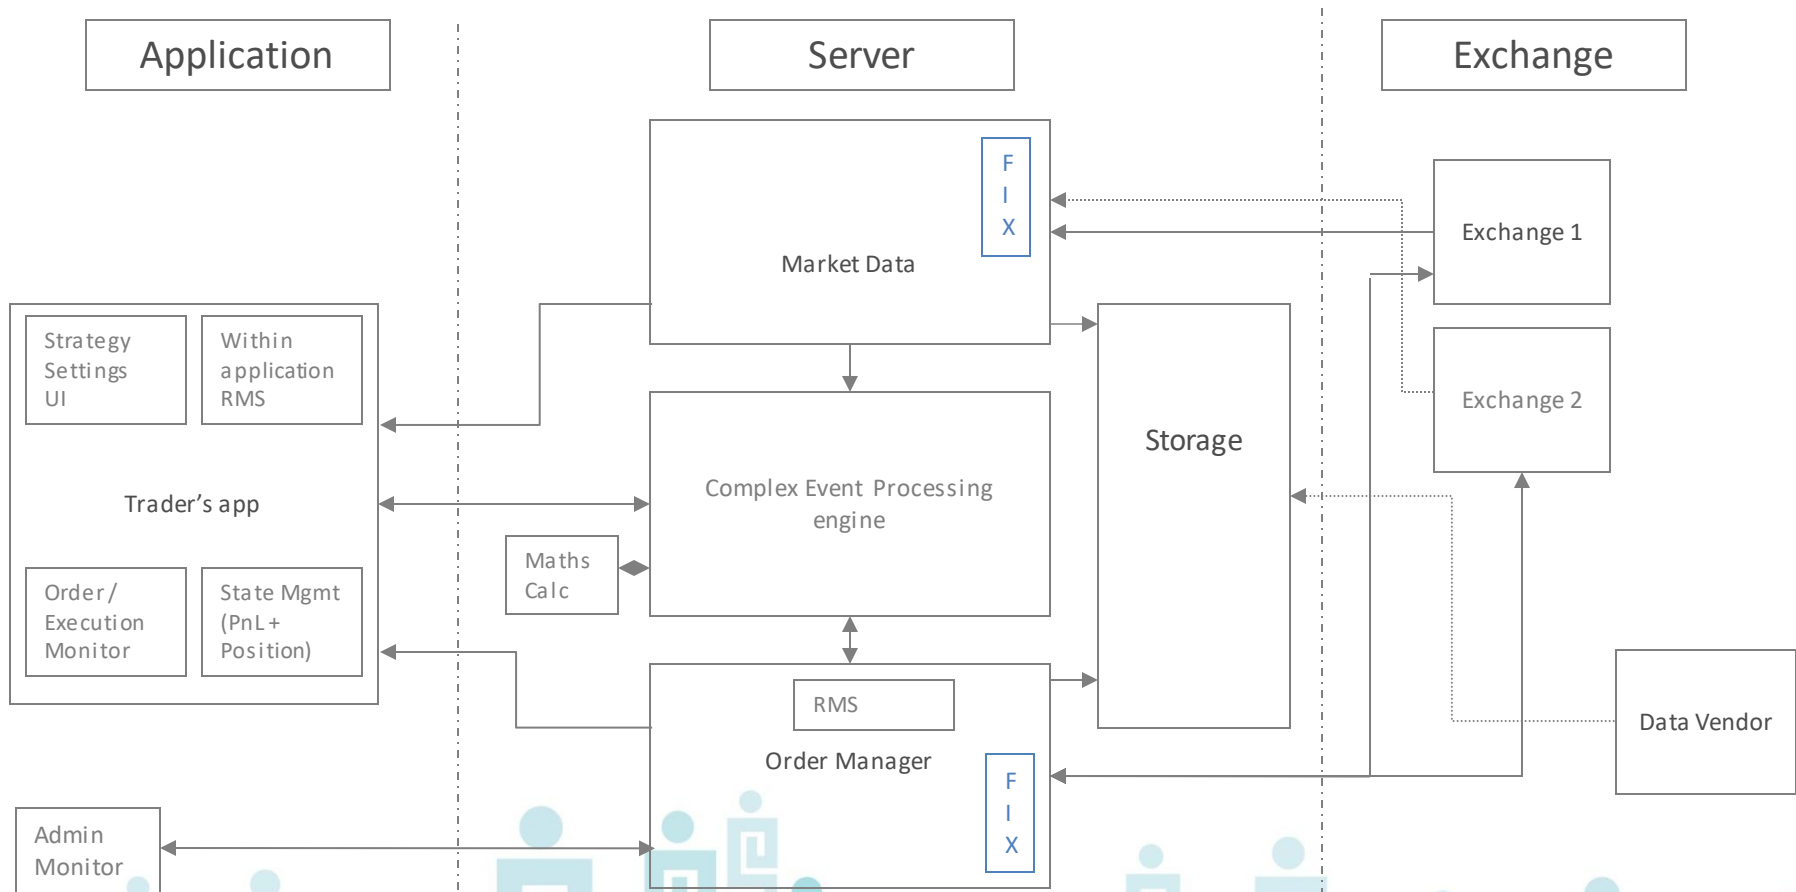 Application
Server
Exchange
F
I
X
Market Data
Exchange 1
Strategy
Settings
UI
Within
application
RMS
Exchange 2
Storage
Trader’s app
Complex Event Processing
engine
Maths
Calc
Order /
Execution
Monitor
State Mgmt
(PnL +
Position)
RMS
Order Manager
F
I
X
Data Vendor
Admin
Monitor